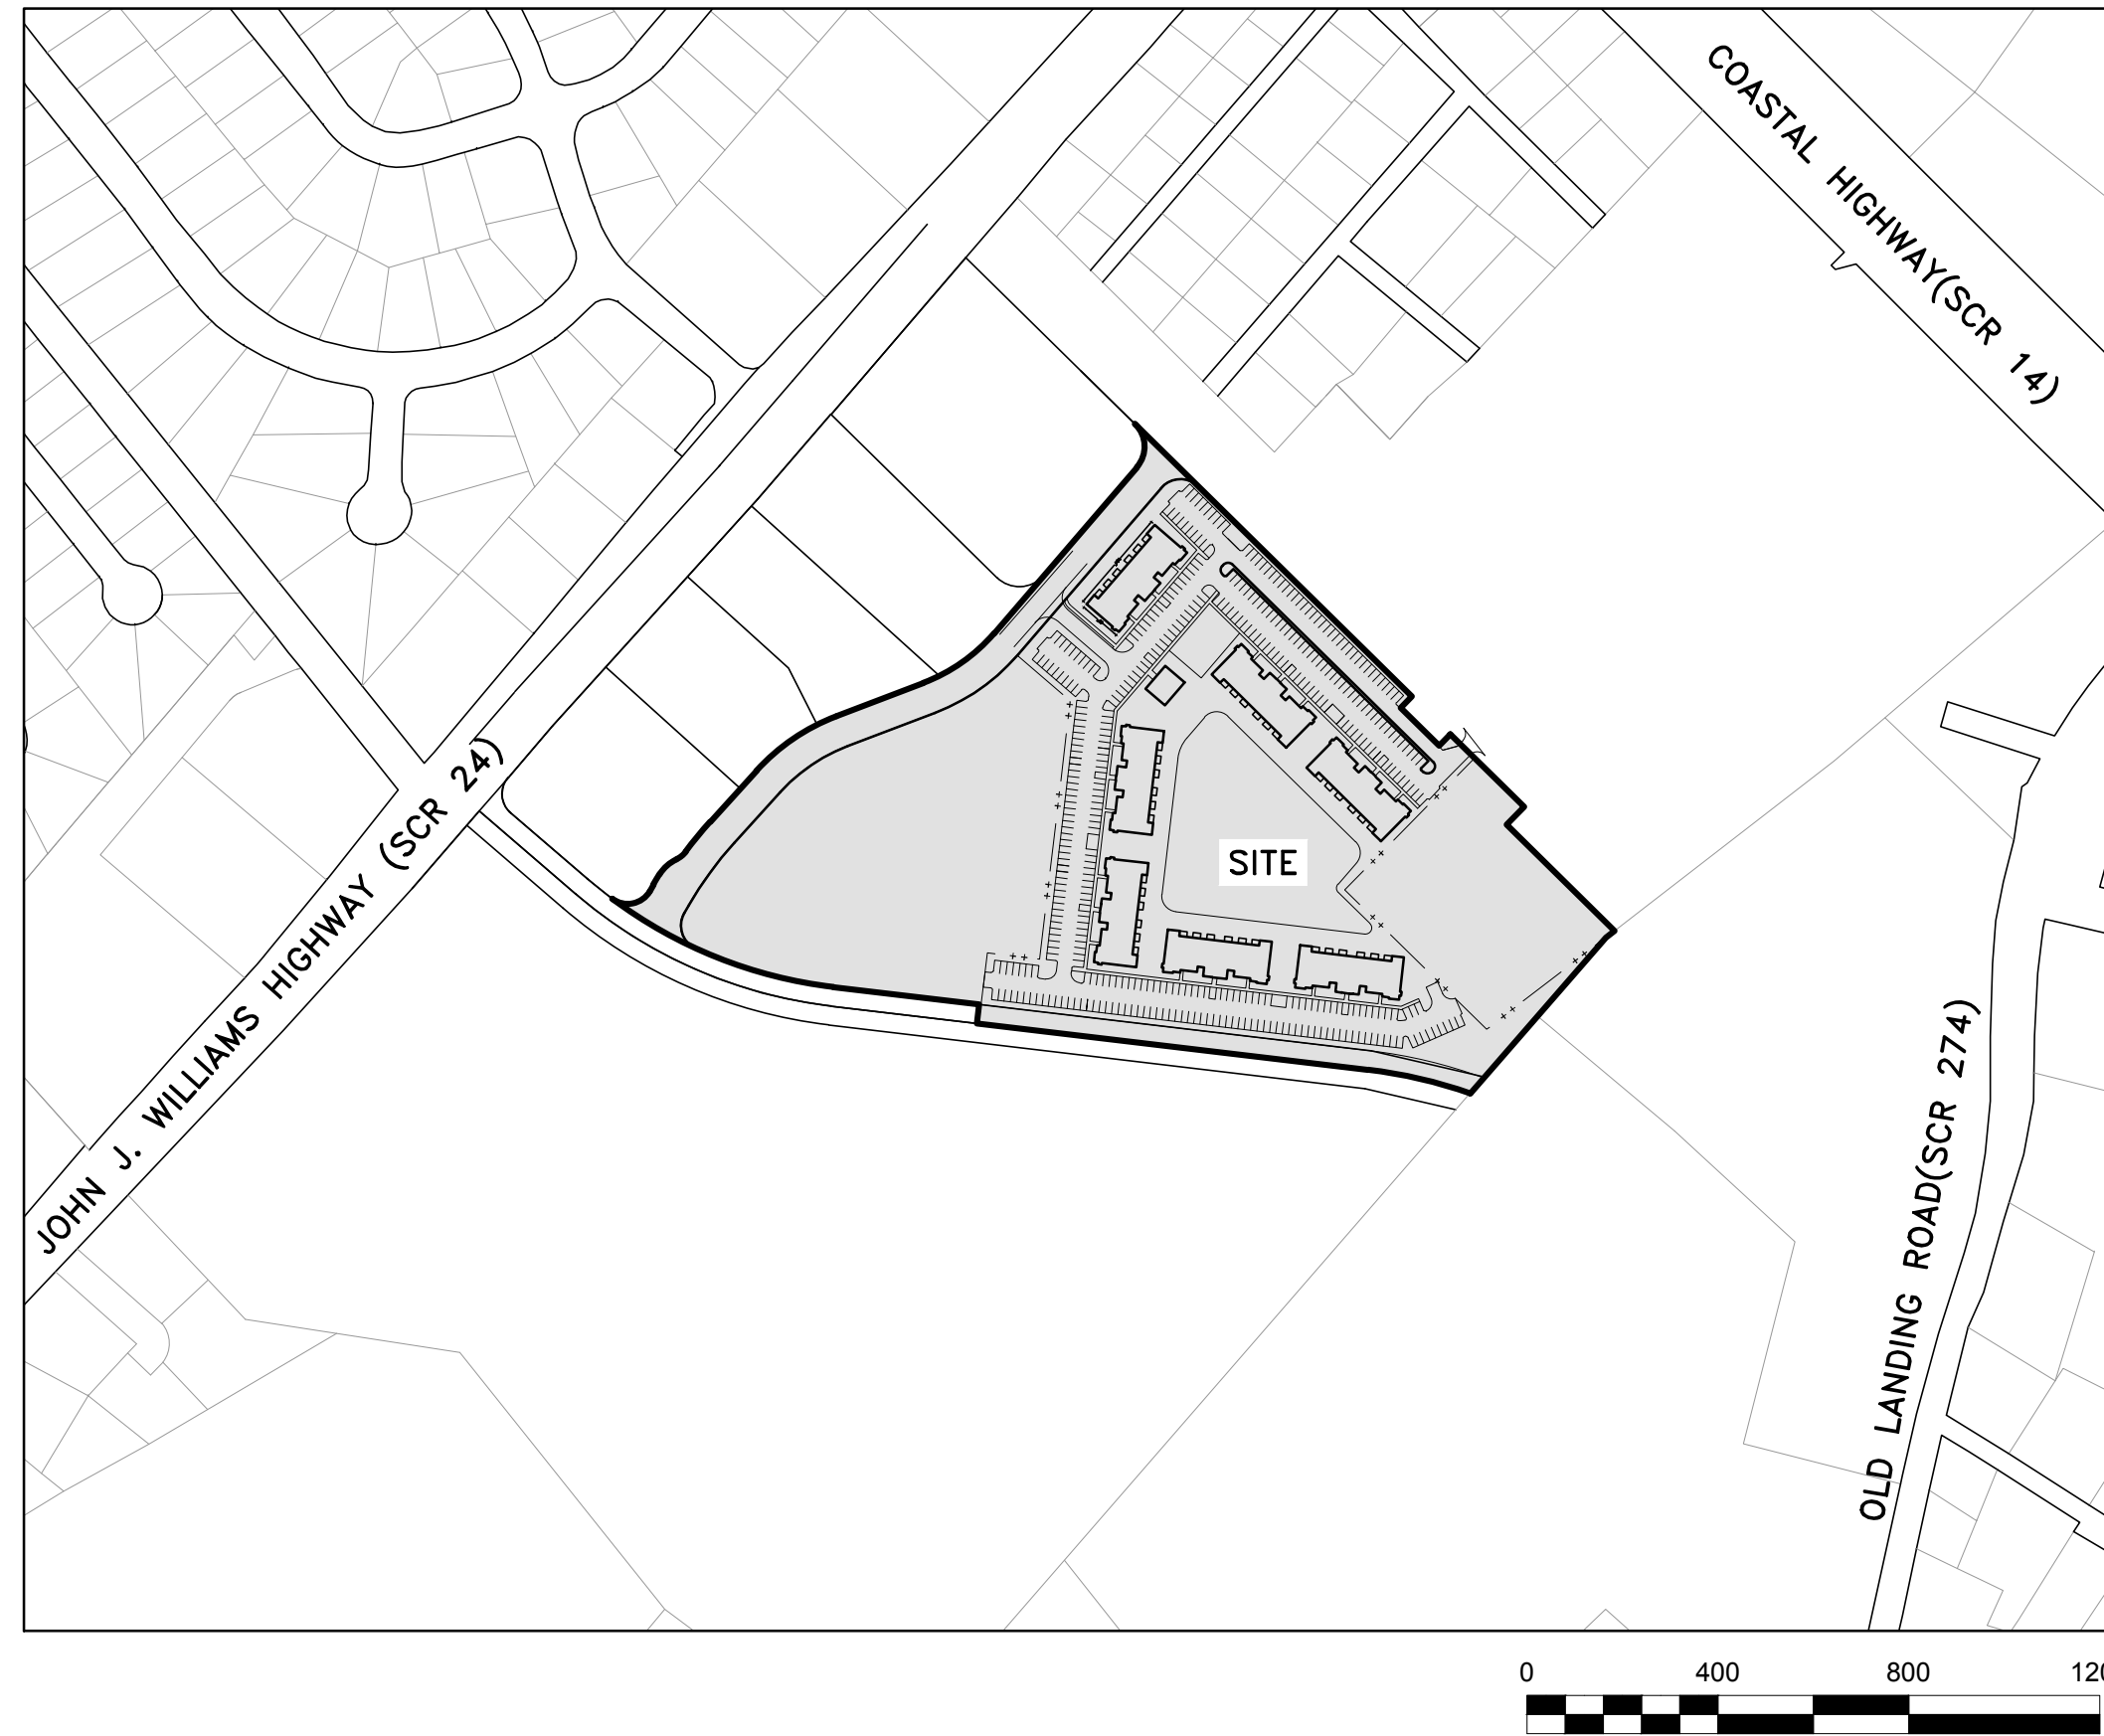 COASTAL HIGHWAY(SCR 14)
SITE
JOHN J. WILLIAMS HIGHWAY (SCR 24)
OLD LANDING ROAD(SCR 274)
0 400 800